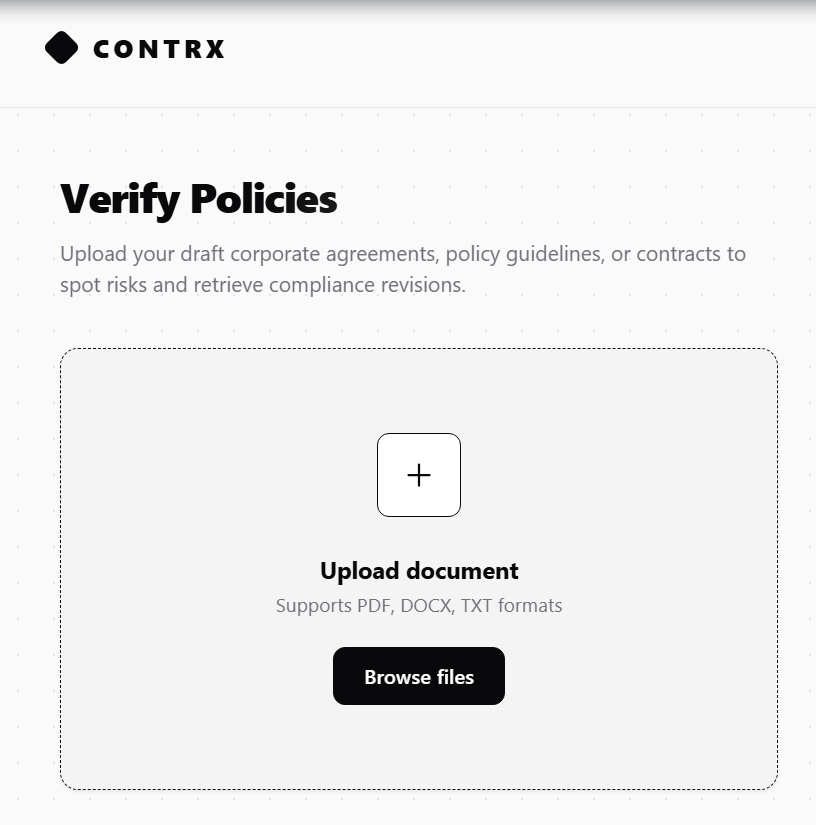 CONTRX
Verify Policies
Upload your draft corporate agreements, policy guidelines, or contracts to
spot risks and retrieve compliance revisions.
Upload document
Supports PDF, DOCX, TXT formats
Browse files